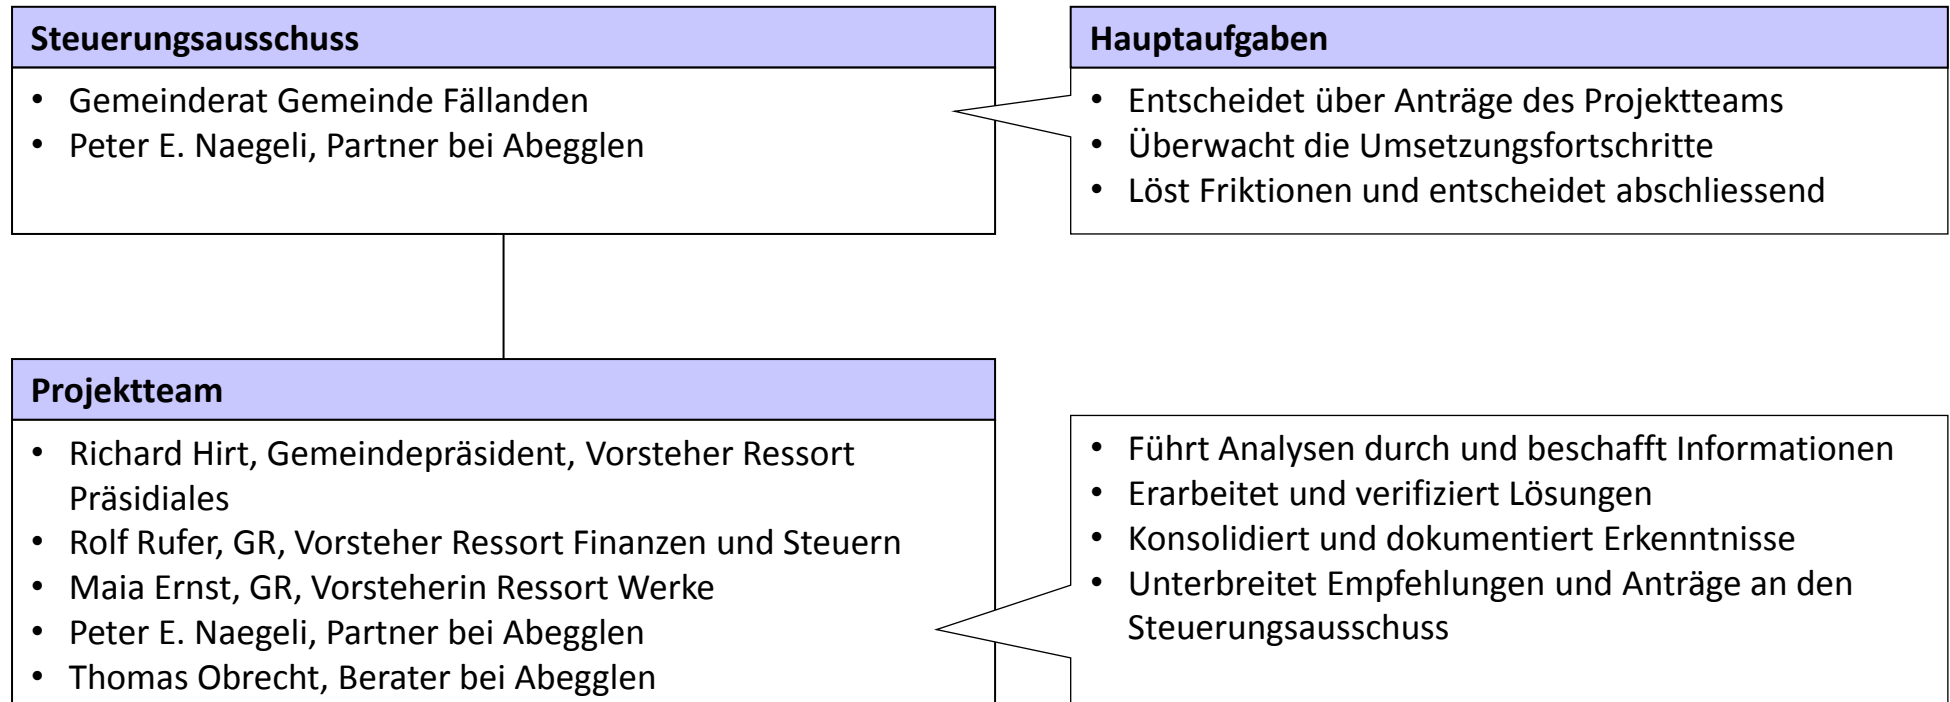 Steuerungsausschuss
• Gemeinderat Gemeinde Fällanden
• Peter E. Naegeli, Partner bei Abegglen
Hauptaufgaben
• Entscheidet über Anträge des Projektteams
• Überwacht die Umsetzungsfortschritte
• Löst Friktionen und entscheidet abschliessend
Projektteam
• Richard Hirt, Gemeindepräsident, Vorsteher Ressort
Präsidiales
• Rolf Rufer, GR, Vorsteher Ressort Finanzen und Steuern
• Maia Ernst, GR, Vorsteherin Ressort Werke
• Peter E. Naegeli, Partner bei Abegglen
• Thomas Obrecht, Berater bei Abegglen
• Führt Analysen durch und beschafft Informationen
• Erarbeitet und verifiziert Lösungen
• Konsolidiert und dokumentiert Erkenntnisse
• Unterbreitet Empfehlungen und Anträge an den
Steuerungsausschuss